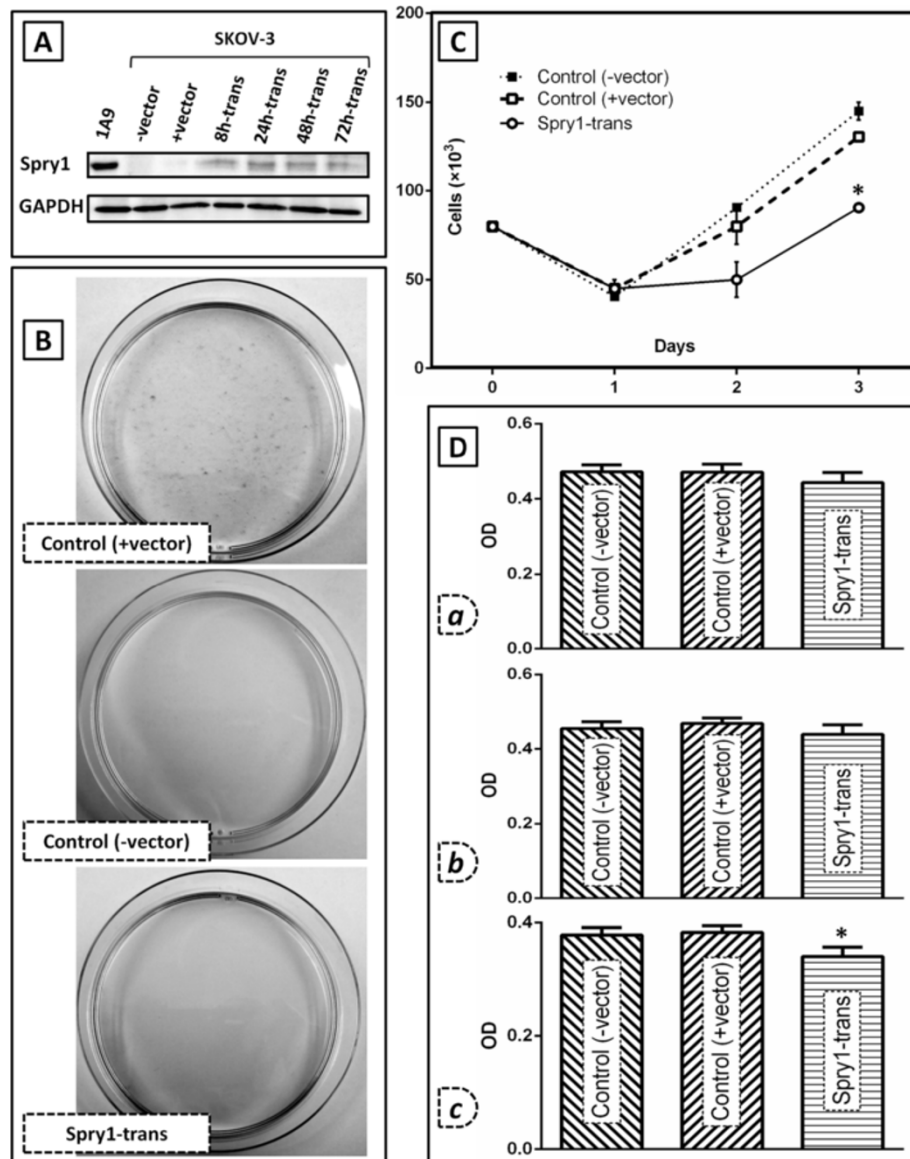 A
SKOV-3
1A9
-vector
+vector
8h-trans
24h-trans
48h-trans
72h-trans
Spry1
GAPDH
B
Control (+vector)
Control (-vector)
Spry1-trans
C
200
150
100
50
0
Cells (×10³)
Control (-vector)
Control (+vector)
Spry1-trans
*
Days
0 1 2 3
D
a
0.6
0.4
0.2
0.0
OD
Control (-vector)
Control (+vector)
Spry1-trans
b
0.6
0.4
0.2
0.0
OD
Control (-vector)
Control (+vector)
Spry1-trans
c
0.4
0.2
0.0
OD
Control (-vector)
Control (+vector)
Spry1-trans
*